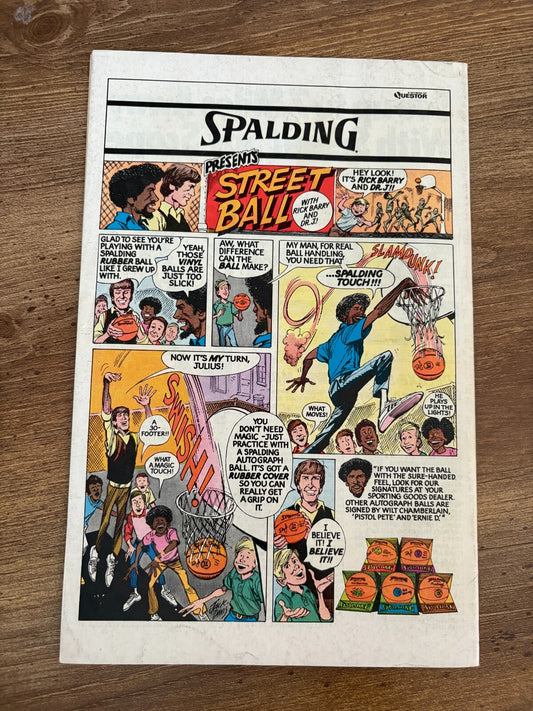 QUESTOR
SPALDING
PRESENTS
STREET
BALL
WITH
RICK BARRY
AND
DR. J!
HEY LOOK!
IT'S RICK BARRY
AND DR. J!!
GLAD TO SEE YOU'RE
PLAYING WITH A
SPALDING
RUBBER BALL
LIKE I GREW UP
WITH.
YEAH,
THOSE
VINYL
BALLS ARE
JUST TOO
SLICK!
AW, WHAT
DIFFERENCE
CAN THE
BALL MAKE?
MY MAN, FOR REAL
BALL HANDLING,
YOU NEED THAT
...SPALDING
TOUCH!!!
SLAM DUNK!
WHAT
MOVES!
HE
PLAYS
UP IN THE
LIGHTS!
NOW IT'S MY TURN,
JULIUS!
A
30-
FOOTER!!
WHAT
A MAGIC
TOUCH!
SWISH!
YOU
DON'T NEED
MAGIC -JUST
PRACTICE WITH
A SPALDING
AUTOGRAPH
BALL. IT'S GOT A
RUBBER COVER
SO YOU CAN
REALLY GET
A GRIP ON
IT.
I
BELIEVE
IT! I
BELIEVE
IT!!
"IF YOU WANT THE BALL
WITH THE SURE-HANDED
FEEL, LOOK FOR OUR
SIGNATURES AT YOUR
SPORTING GOODS DEALER.
OTHER AUTOGRAPH BALLS ARE
SIGNED BY WILT CHAMBERLAIN,
'PISTOL PETE' AND 'ERNIE D.'"